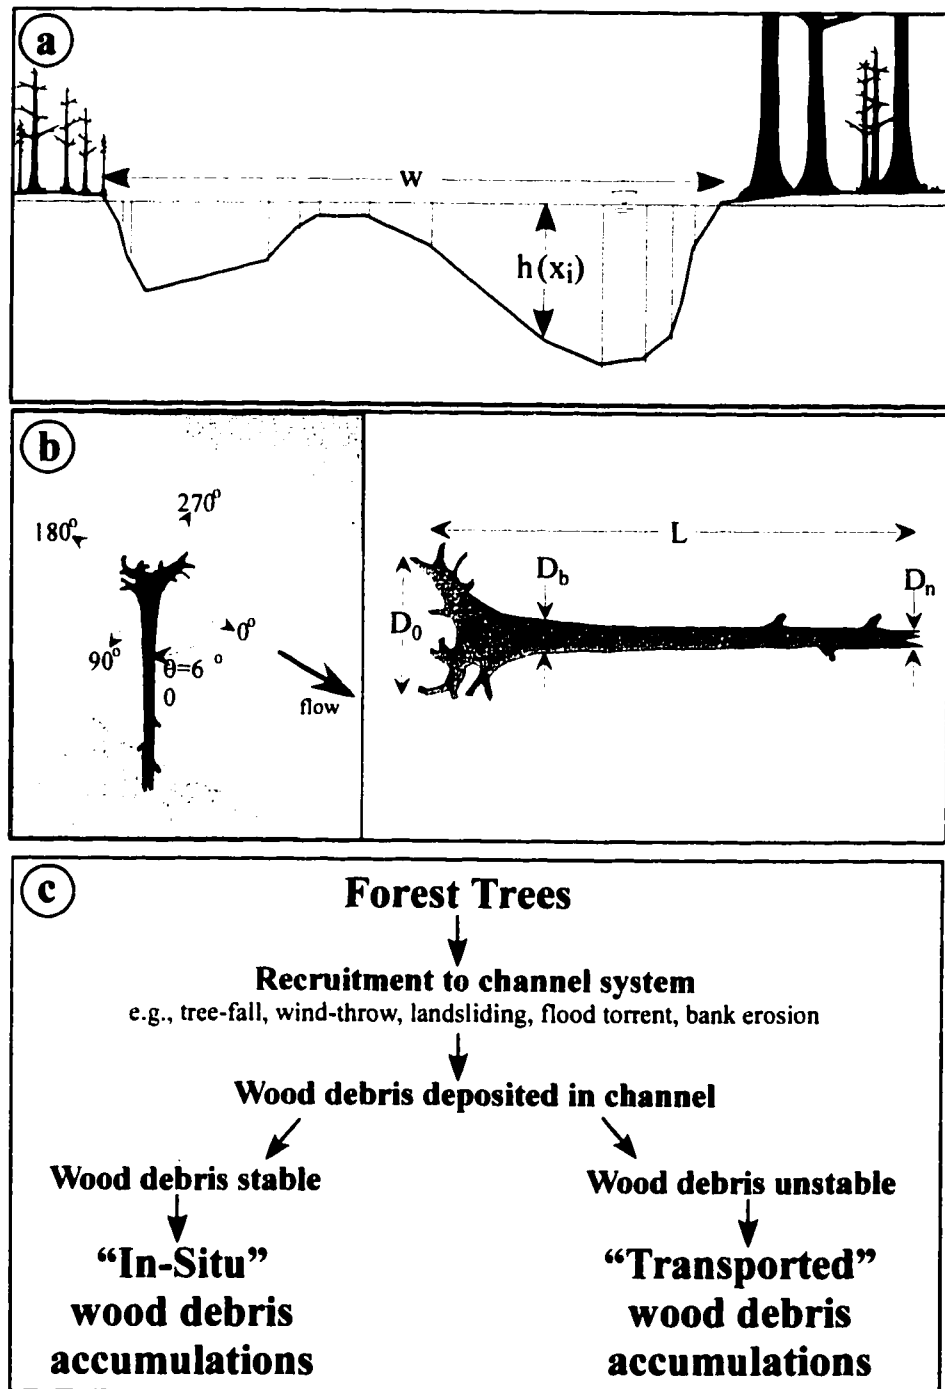 a
w
h(xi)
b
270°
180°
0°
90°
θ=6 °
0
flow
L
Db
Dn
D0
c
Forest Trees
Recruitment to channel system
e.g., tree-fall, wind-throw, landsliding, flood torrent, bank erosion
Wood debris deposited in channel
Wood debris stable
Wood debris unstable
“In-Situ”
wood debris
accumulations
“Transported”
wood debris
accumulations